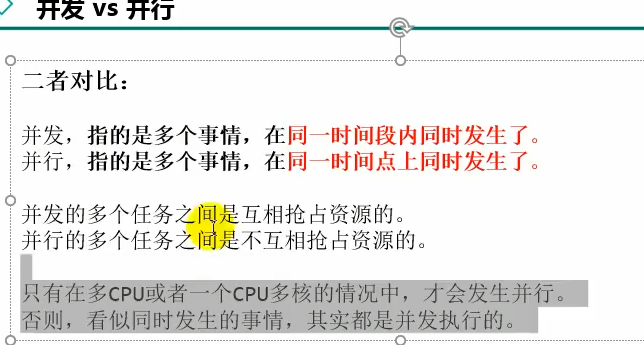 并发 vs 并行
二者对比：
并发，指的是多个事情，在同一时间段内同时发生了。
并行，指的是多个事情，在同一时间点上同时发生了。
并发的多个任务之间是互相抢占资源的。
并行的多个任务之间是不互相抢占资源的。
只有在多CPU或者一个CPU多核的情况中，才会发生并行。
否则，看似同时发生的事情，其实都是并发执行的。